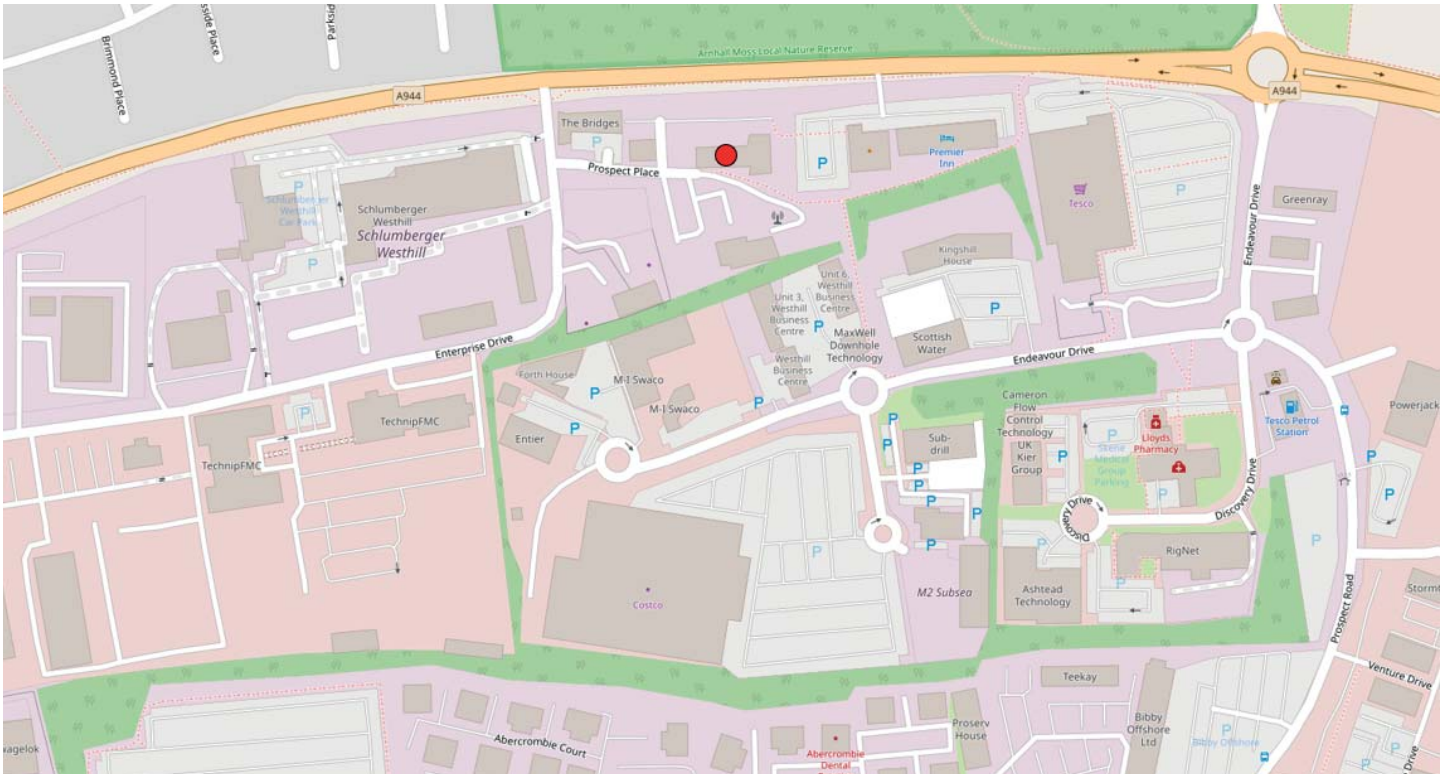 Arnhall Moss Local Nature Reserve
Brimmond Place
A944
A944
The Bridges
P
Prospect Place
P
Premier
Inn
Tesco
P
Endeavour Drive
Greenray
P
Schlumberger
Westhill
Car Park
P
Schlumberger
Westhill
Schlumberger
Westhill
Kingshill
House
P
Scottish
Water
Unit 6,
Westhill
Business
Centre
Unit 3,
Westhill
Business
Centre
P
MaxWell
Downhole
Technology
Westhill
Business
Centre
P
Endeavour Drive
Enterprise Drive
Forth House
P
M-I Swaco
M-I Swaco
Entier
P
P
TechnipFMC
TechnipFMC
P
P
Sub-
drill
P
P
P
P
P
Cameron
Flow
Control
Technology
UK
Kier
Group
P
P
Skene
Medical
Group
Parking
Lloyds
Pharmacy
P
Tesco Petrol
Station
Powerjack
P
P
Discovery Drive
Discovery Drive
P
RigNet
P
P
Costco
P
M2 Subsea
Ashtead
Technology
Prospect Road
Venture Drive
Teekay
Bibby
Offshore
Ltd
P
Bibby Offshore
Proserv
House
Abercrombie Court
Abercrombie
Dental
Drive